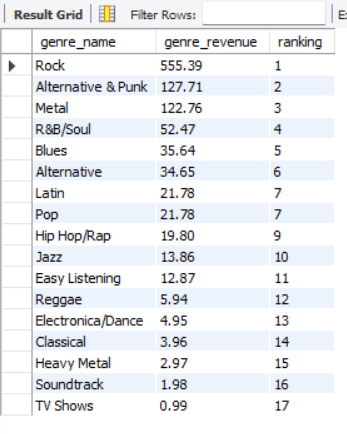 Result Grid Filter Rows:
genre_name genre_revenue ranking
Rock 555.39 1
Alternative & Punk 127.71 2
Metal 122.76 3
R&B/Soul 52.47 4
Blues 35.64 5
Alternative 34.65 6
Latin 21.78 7
Pop 21.78 7
Hip Hop/Rap 19.80 9
Jazz 13.86 10
Easy Listening 12.87 11
Reggae 5.94 12
Electronica/Dance 4.95 13
Classical 3.96 14
Heavy Metal 2.97 15
Soundtrack 1.98 16
TV Shows 0.99 17